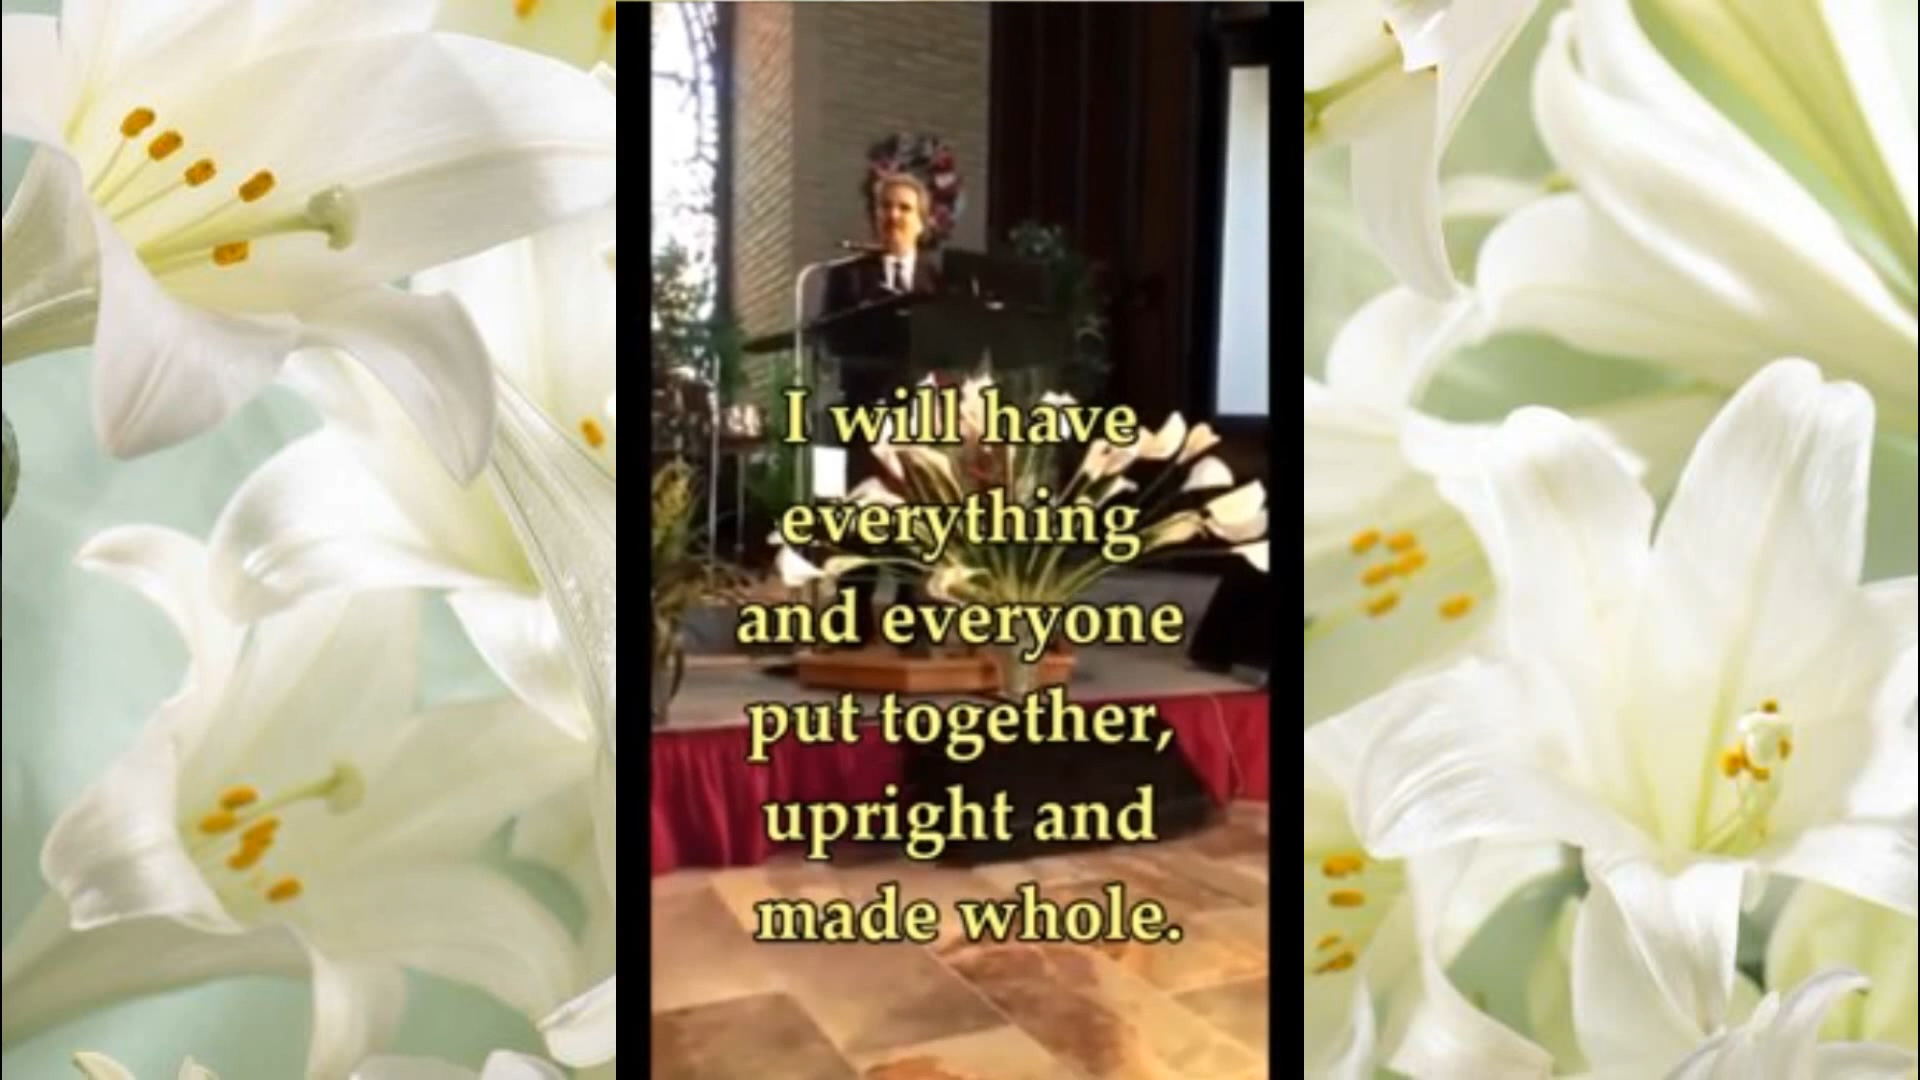 I will have
everything
and everyone
put together,
upright and
made whole.